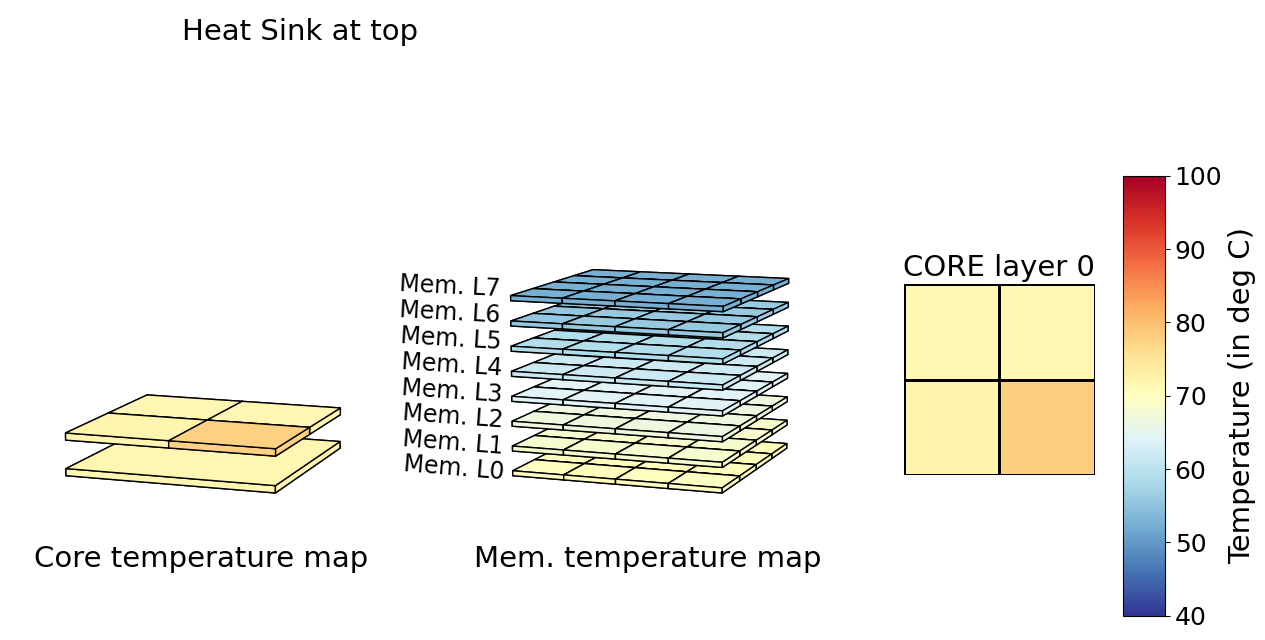 Heat Sink at top
Mem. L7
Mem. L6
Mem. L5
Mem. L4
Mem. L3
Mem. L2
Mem. L1
Mem. L0
Core temperature map
Mem. temperature map
CORE layer 0
100
90
80
70
60
50
40
Temperature (in deg C)